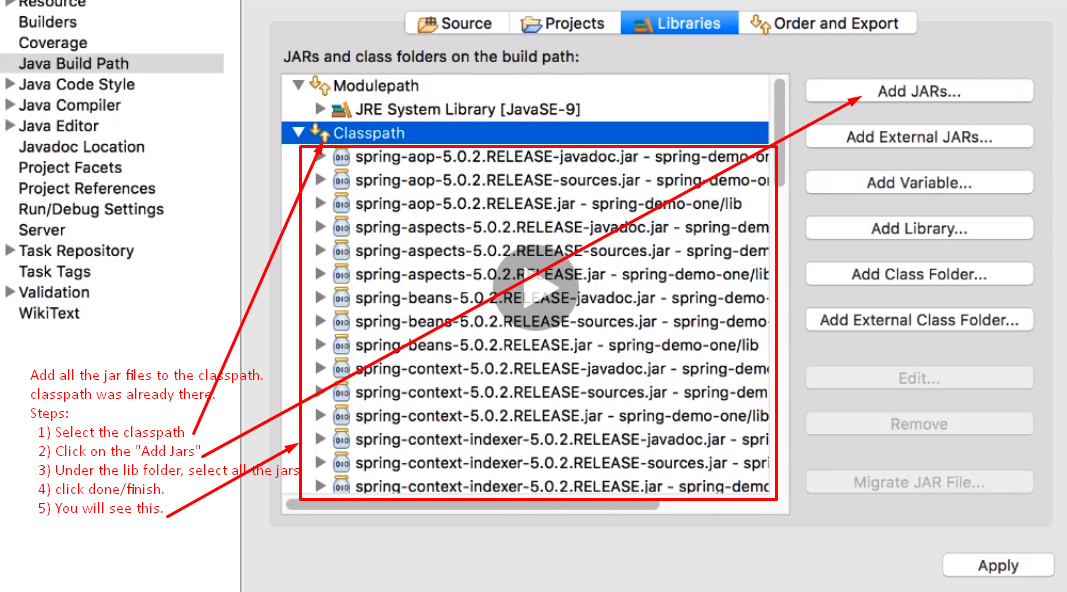 Resource
Builders
Coverage
Java Build Path
Java Code Style
Java Compiler
Java Editor
Javadoc Location
Project Facets
Project References
Run/Debug Settings
Server
Task Repository
Task Tags
Validation
WikiText
Add all the jar files to the classpath.
classpath was already there.
Steps:
1) Select the classpath
2) Click on the "Add Jars"
3) Under the lib folder, select all the jars
4) click done/finish.
5) You will see this.
Source
Projects
Libraries
Order and Export
JARs and class folders on the build path:
Modulepath
JRE System Library [JavaSE-9]
Classpath
spring-aop-5.0.2.RELEASE-javadoc.jar - spring-demo-or
spring-aop-5.0.2.RELEASE-sources.jar - spring-demo-or
spring-aop-5.0.2.RELEASE.jar - spring-demo-one/lib
spring-aspects-5.0.2.RELEASE-javadoc.jar - spring-dem
spring-aspects-5.0.2.RELEASE-sources.jar - spring-dem
spring-aspects-5.0.2.RELEASE.jar - spring-demo-one/lib
spring-beans-5.0.2.RELEASE-javadoc.jar - spring-demo-
spring-beans-5.0.2.RELEASE-sources.jar - spring-demo-
spring-beans-5.0.2.RELEASE.jar - spring-demo-one/lib
spring-context-5.0.2.RELEASE-javadoc.jar - spring-dem
spring-context-5.0.2.RELEASE-sources.jar - spring-dem
spring-context-5.0.2.RELEASE.jar - spring-demo-one/lib
spring-context-indexer-5.0.2.RELEASE-javadoc.jar - spri
spring-context-indexer-5.0.2.RELEASE-sources.jar - spri
spring-context-indexer-5.0.2.RELEASE.jar - spring-demo
Add JARs...
Add External JARs...
Add Variable...
Add Library...
Add Class Folder...
Add External Class Folder...
Edit...
Remove
Migrate JAR File...
Apply